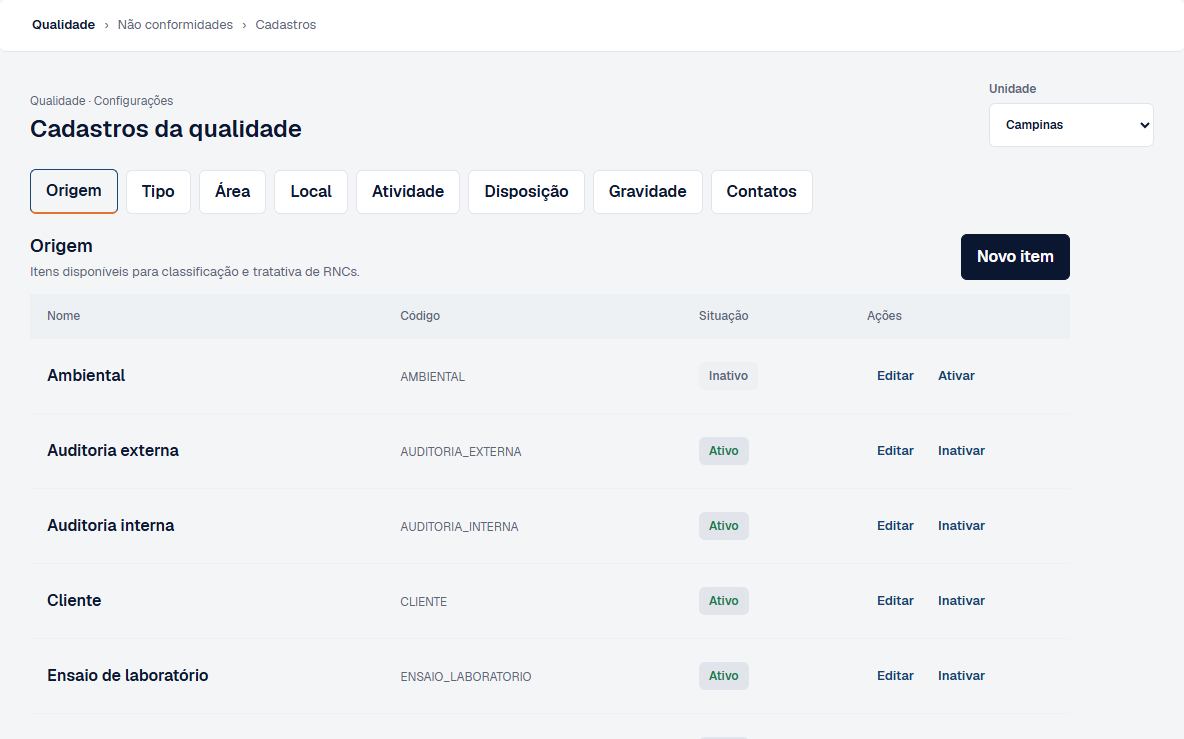 Qualidade › Não conformidades › Cadastros
Unidade
Qualidade · Configurações
Cadastros da qualidade
Campinas
Origem Tipo Área Local Atividade Disposição Gravidade Contatos
Origem
Itens disponíveis para classificação e tratativa de RNCs.
Novo item
Nome Código Situação Ações
Ambiental AMBIENTAL Inativo Editar Ativar
Auditoria externa AUDITORIA_EXTERNA Ativo Editar Inativar
Auditoria interna AUDITORIA_INTERNA Ativo Editar Inativar
Cliente CLIENTE Ativo Editar Inativar
Ensaio de laboratório ENSAIO_LABORATORIO Ativo Editar Inativar